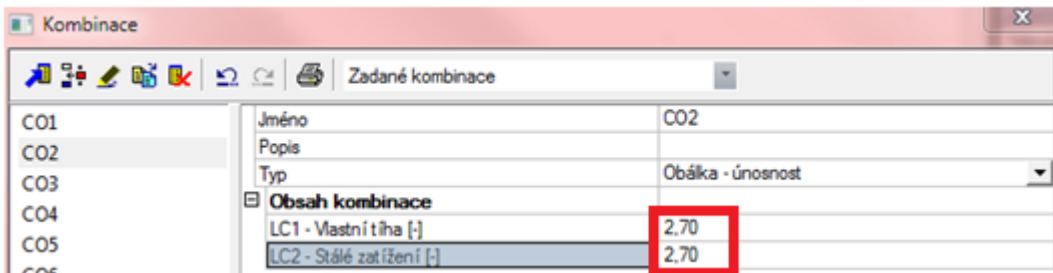 Kombinace
Zadané kombinace
CO1
CO2
CO3
CO4
CO5
Jméno CO2
Popis
Typ Obálka - únosnost
Obsah kombinace
LC1 - Vlastní tíha [-] 2,70
LC2 - Stálé zatížení [-] 2,70